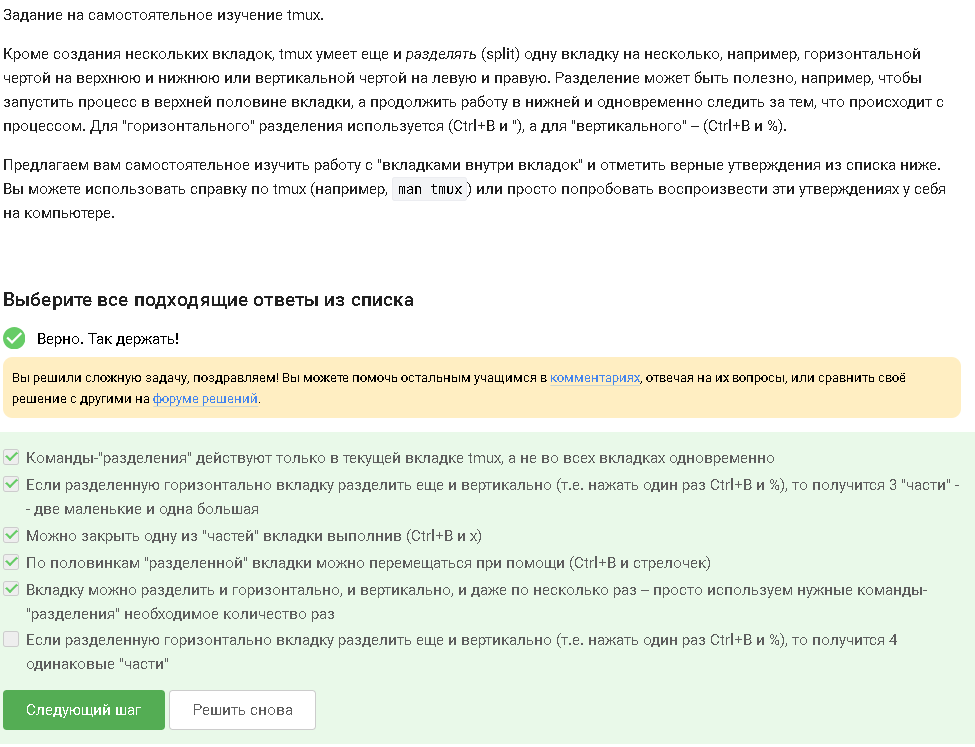 Задание на самостоятельное изучение tmux.
Кроме создания нескольких вкладок, tmux умеет еще и разделять (split) одну вкладку на несколько, например, горизонтальной
чертой на верхнюю и нижнюю или вертикальной чертой на левую и правую. Разделение может быть полезно, например, чтобы
запустить процесс в верхней половине вкладки, а продолжить работу в нижней и одновременно следить за тем, что происходит с
процессом. Для "горизонтального" разделения используется (Ctrl+B и "), а для "вертикального" – (Ctrl+B и %).
Предлагаем вам самостоятельное изучить работу с "вкладками внутри вкладок" и отметить верные утверждения из списка ниже.
Вы можете использовать справку по tmux (например, man tmux) или просто попробовать воспроизвести эти утверждениях у себя
на компьютере.
Выберите все подходящие ответы из списка
Верно. Так держать!
Вы решили сложную задачу, поздравляем! Вы можете помочь остальным учащимся в комментариях, отвечая на их вопросы, или сравнить своё
решение с другими на форуме решений.
Команды-"разделения" действуют только в текущей вкладке tmux, а не во всех вкладках одновременно
Если разделенную горизонтально вкладку разделить еще и вертикально (т.е. нажать один раз Ctrl+B и %), то получится 3 "части" -
- две маленькие и одна большая
Можно закрыть одну из "частей" вкладки выполнив (Ctrl+B и x)
По половинкам "разделенной" вкладки можно перемещаться при помощи (Ctrl+B и стрелочек)
Вкладку можно разделить и горизонтально, и вертикально, и даже по несколько раз – просто используем нужные команды-
"разделения" необходимое количество раз
Если разделенную горизонтально вкладку разделить еще и вертикально (т.е. нажать один раз Ctrl+B и %), то получится 4
одинаковые "части"
Следующий шаг
Решить снова